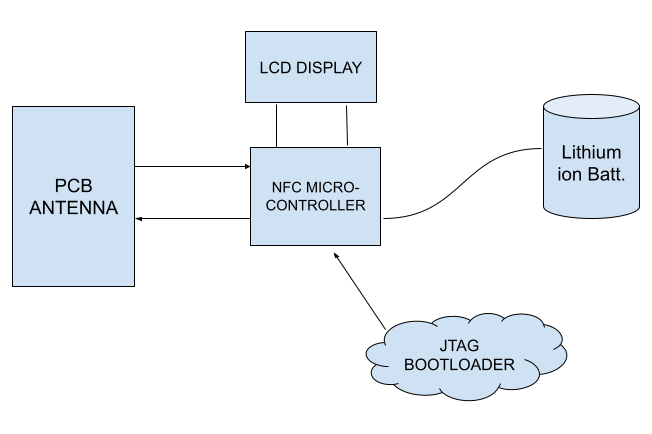 LCD DISPLAY
PCB
ANTENNA
NFC MICRO-
CONTROLLER
Lithium
ion Batt.
JTAG
BOOTLOADER